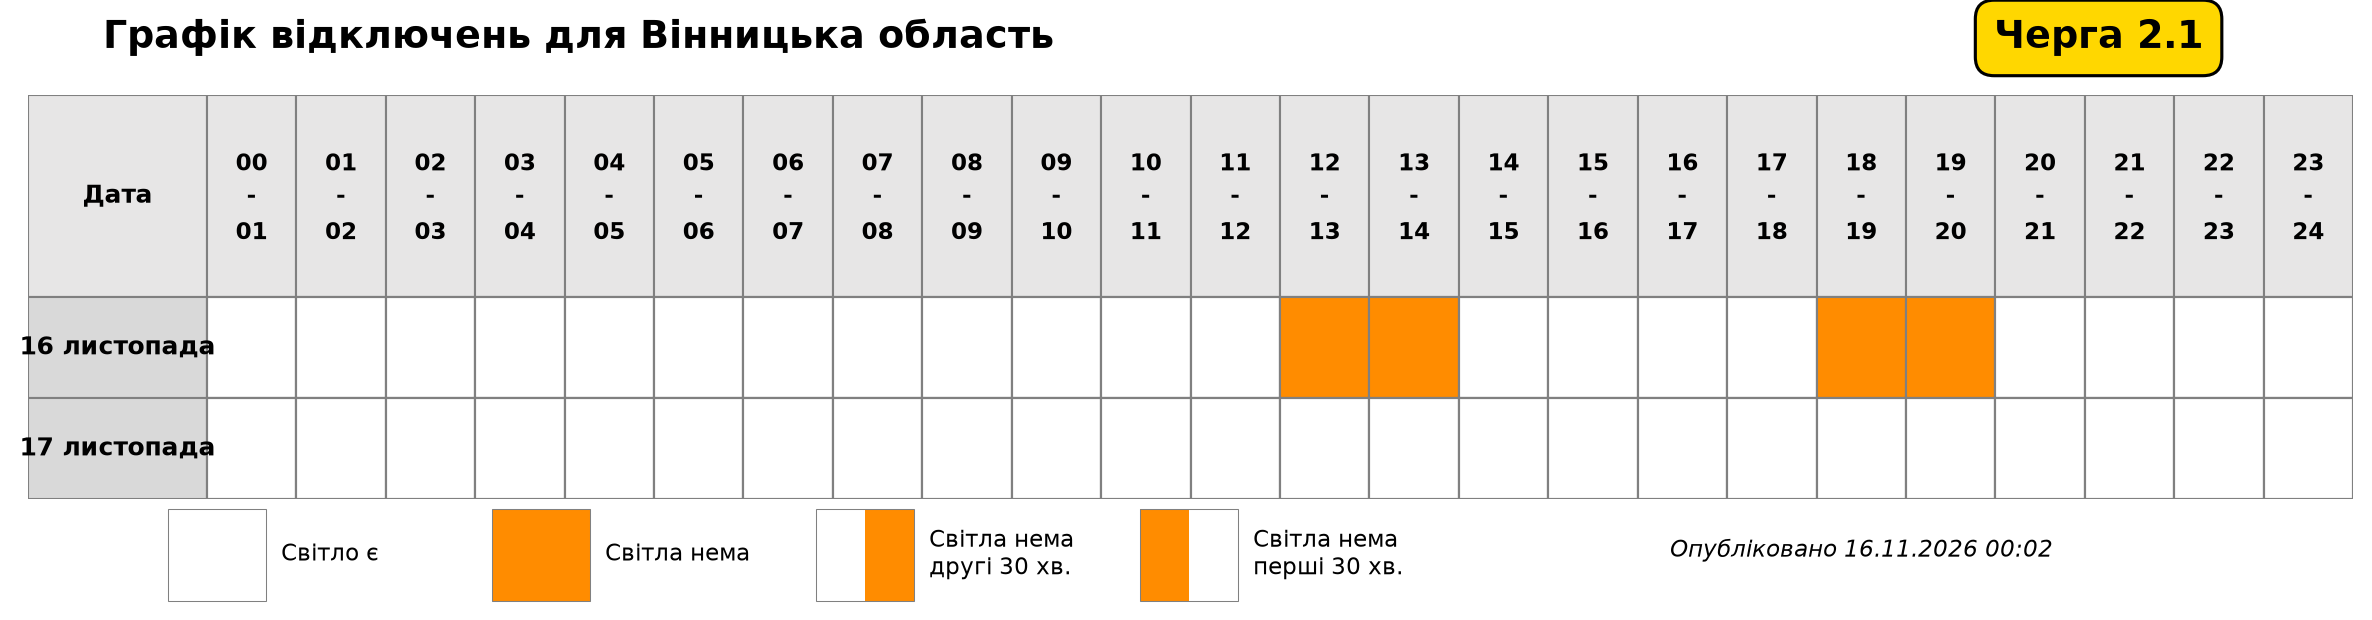 Графік відключень для Вінницька область
Черга 2.1
Дата
00 - 01
01 - 02
02 - 03
03 - 04
04 - 05
05 - 06
06 - 07
07 - 08
08 - 09
09 - 10
10 - 11
11 - 12
12 - 13
13 - 14
14 - 15
15 - 16
16 - 17
17 - 18
18 - 19
19 - 20
20 - 21
21 - 22
22 - 23
23 - 24
16 листопада
17 листопада
Світло є
Світла нема
Світла нема
другі 30 хв.
Світла нема
перші 30 хв.
Опубліковано 16.11.2026 00:02